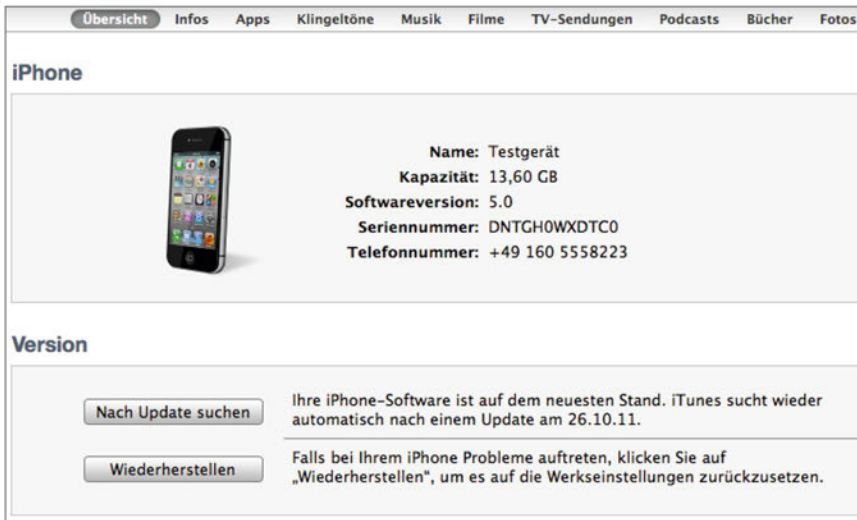 Übersicht Infos Apps Klingeltöne Musik Filme TV-Sendungen Podcasts Bücher Fotos
iPhone
Name: Testgerät
Kapazität: 13,60 GB
Softwareversion: 5.0
Seriennummer: DNTGH0WXDTC0
Telefonnummer: +49 160 5558223
Version
Nach Update suchen
Ihre iPhone-Software ist auf dem neuesten Stand. iTunes sucht wieder
automatisch nach einem Update am 26.10.11.
Wiederherstellen
Falls bei Ihrem iPhone Probleme auftreten, klicken Sie auf
„Wiederherstellen“, um es auf die Werkseinstellungen zurückzusetzen.